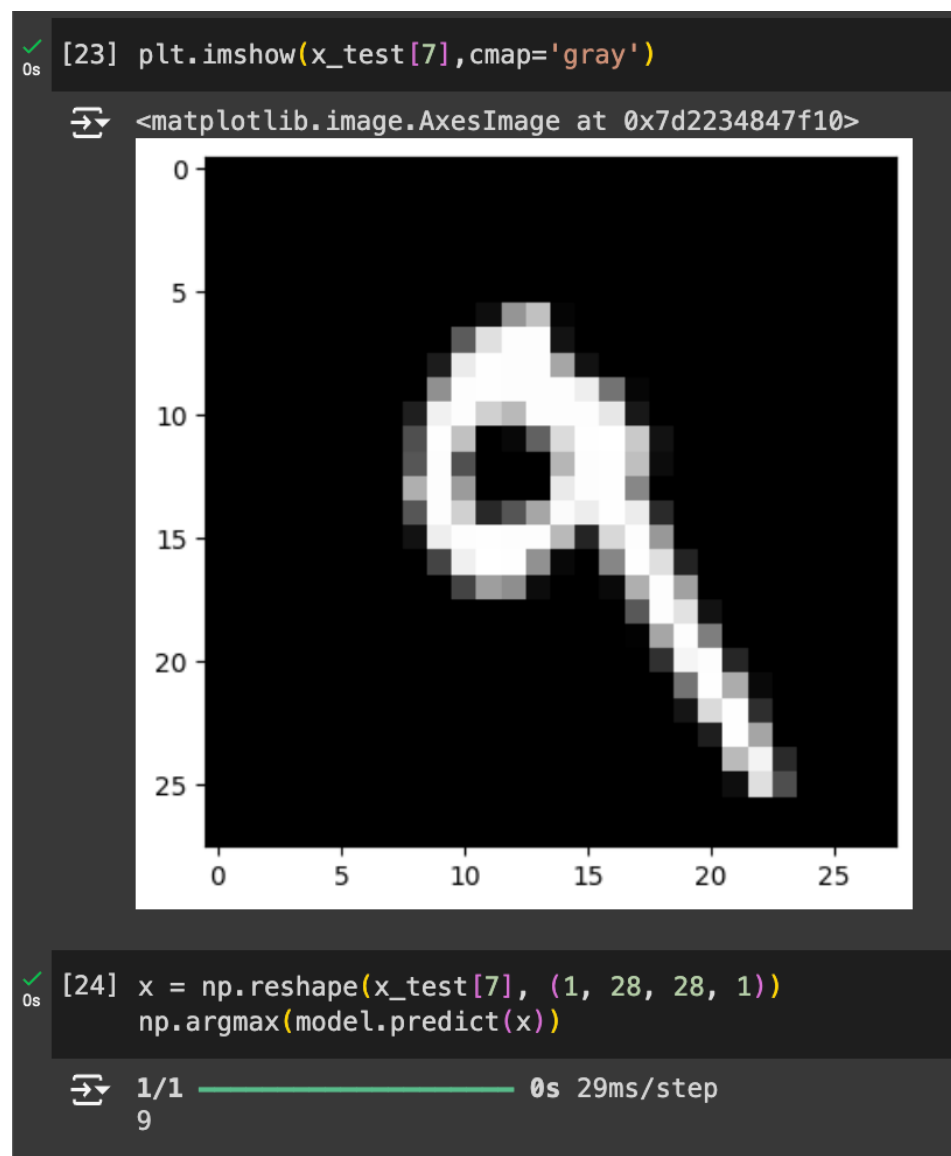 [23] plt.imshow(x_test[7],cmap='gray')
0s
<matplotlib.image.AxesImage at 0x7d2234847f10>
0
5
10
15
20
25
0 5 10 15 20 25
[24] x = np.reshape(x_test[7], (1, 28, 28, 1))
0s
np.argmax(model.predict(x))
1/1 0s 29ms/step
9